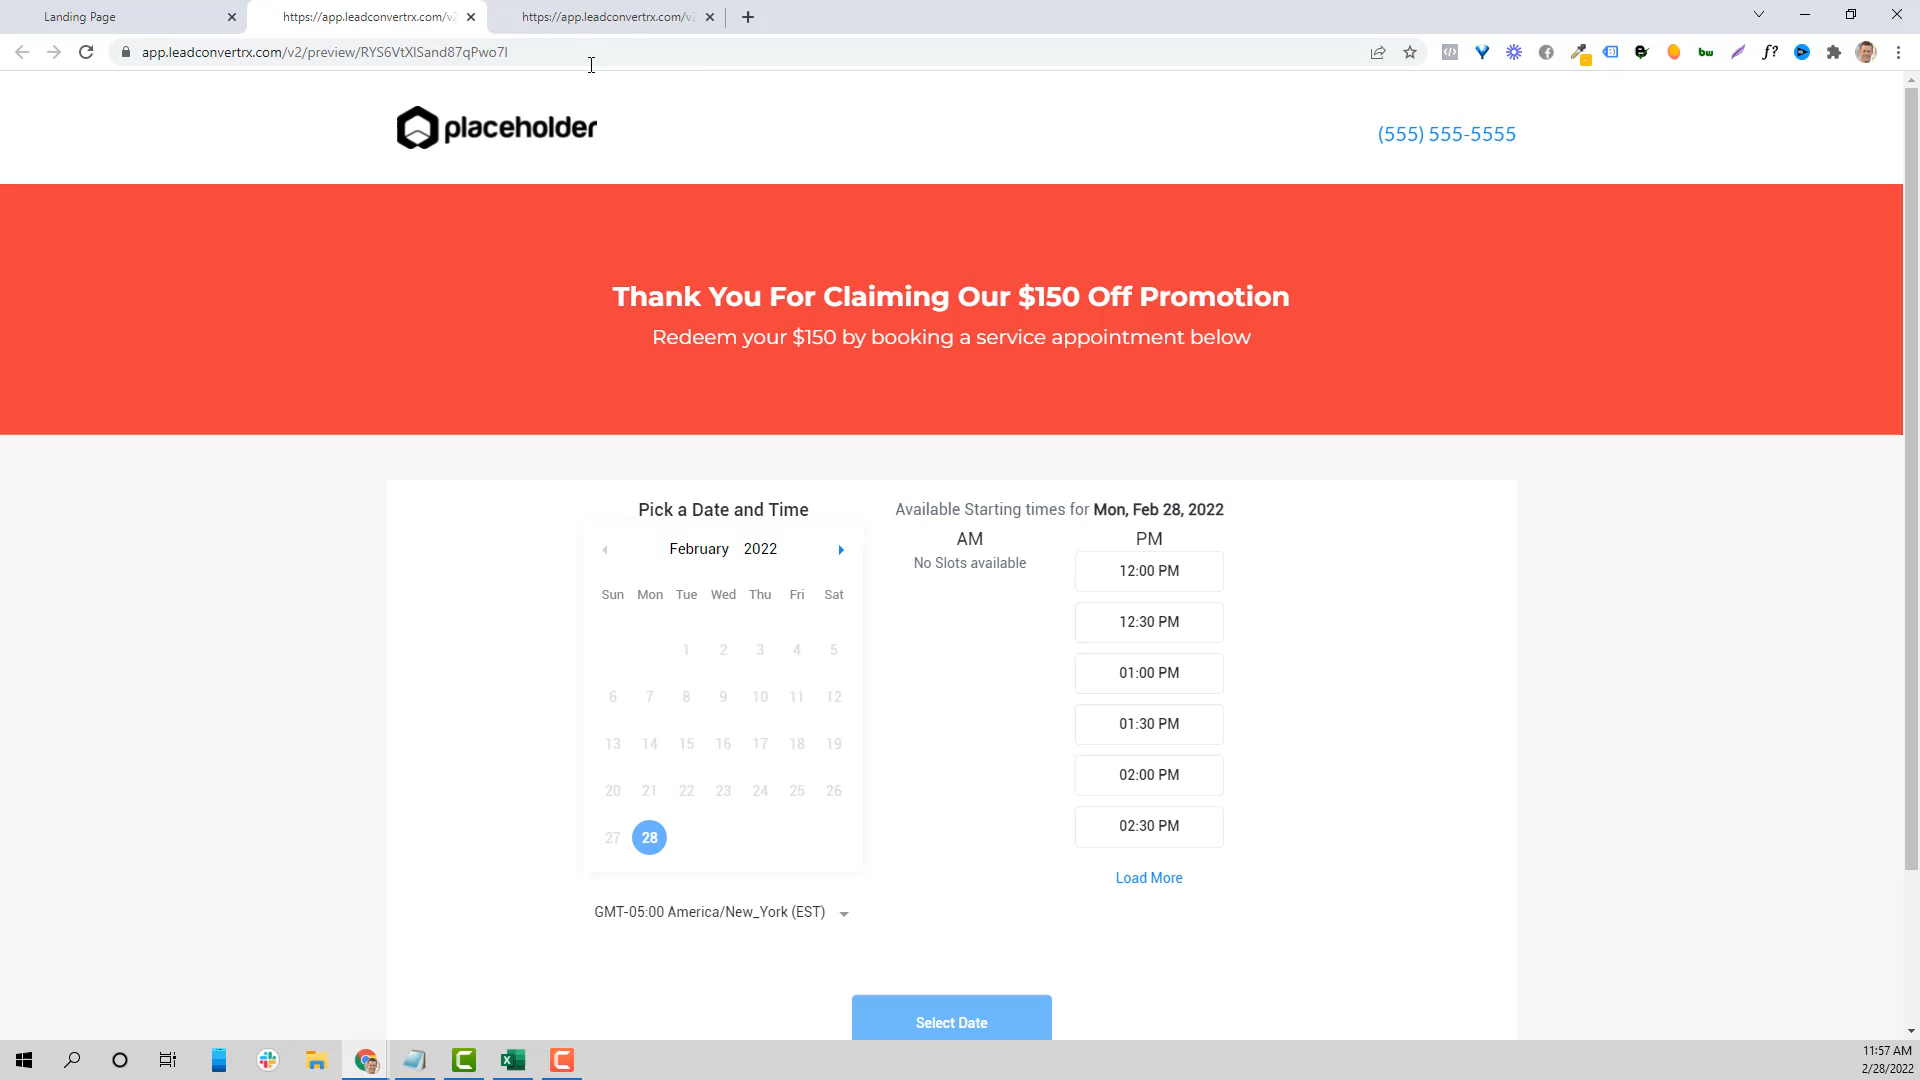 Landing Page
https://app.leadconvertrx.com/v2
https://app.leadconvertrx.com/v2
app.leadconvertrx.com/v2/preview/RYS6VtXISand87qPwo7I
bw
f?
placeholder
(555) 555-5555
Thank You For Claiming Our $150 Off Promotion
Redeem your $150 by booking a service appointment below
Pick a Date and Time
February 2022
Sun Mon Tue Wed Thu Fri Sat
1 2 3 4 5
6 7 8 9 10 11 12
13 14 15 16 17 18 19
20 21 22 23 24 25 26
27 28
GMT-05:00 America/New_York (EST)
Available Starting times for Mon, Feb 28, 2022
AM
No Slots available
PM
12:00 PM
12:30 PM
01:00 PM
01:30 PM
02:00 PM
02:30 PM
Load More
Select Date
11:57 AM
2/28/2022